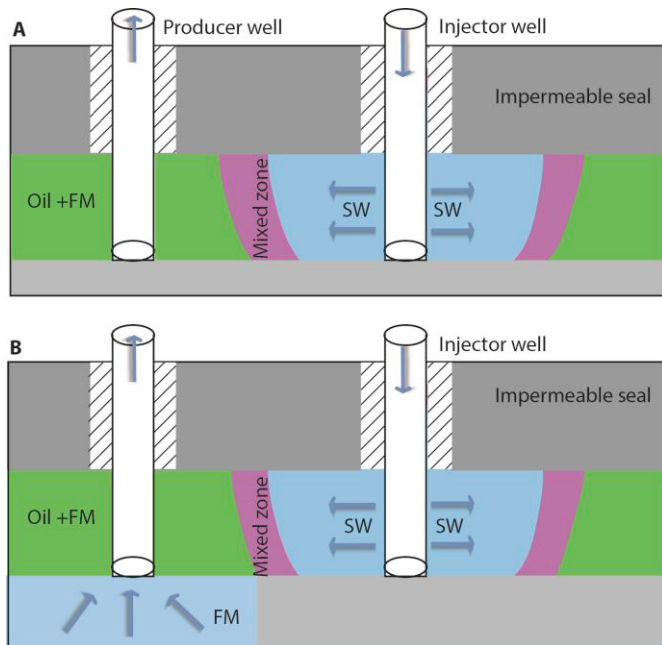 A
Producer well
Injector well
Impermeable seal
Oil +FM
Mixed zone
SW
SW
B
Injector well
Impermeable seal
Oil +FM
Mixed zone
SW
SW
FM